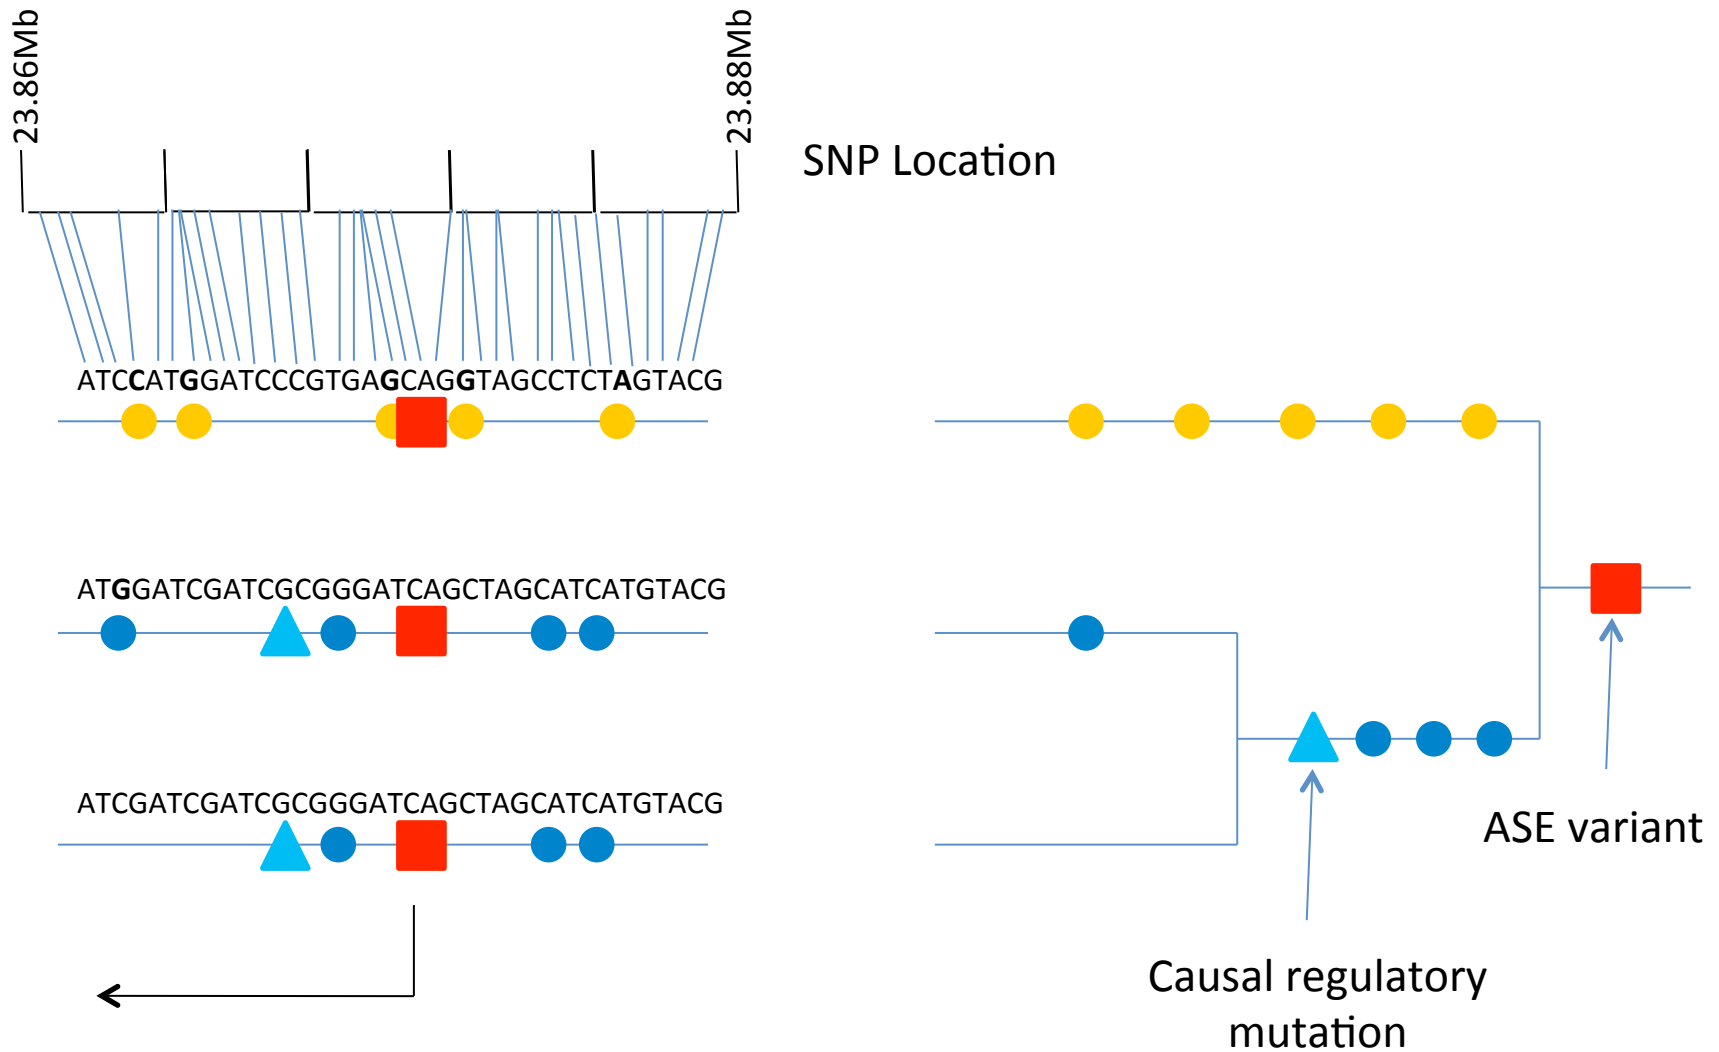 23.86Mb
23.88Mb
SNP Location
ATCCATGGATCCCGTGAGCAGGTAGCCTCTAGTACG
ATGGATCGATCGCGGGATCAGCTAGCATCATGTACG
ATCGATCGATCGCGGGATCAGCTAGCATCATGTACG
ASE variant
Causal regulatory
mutation